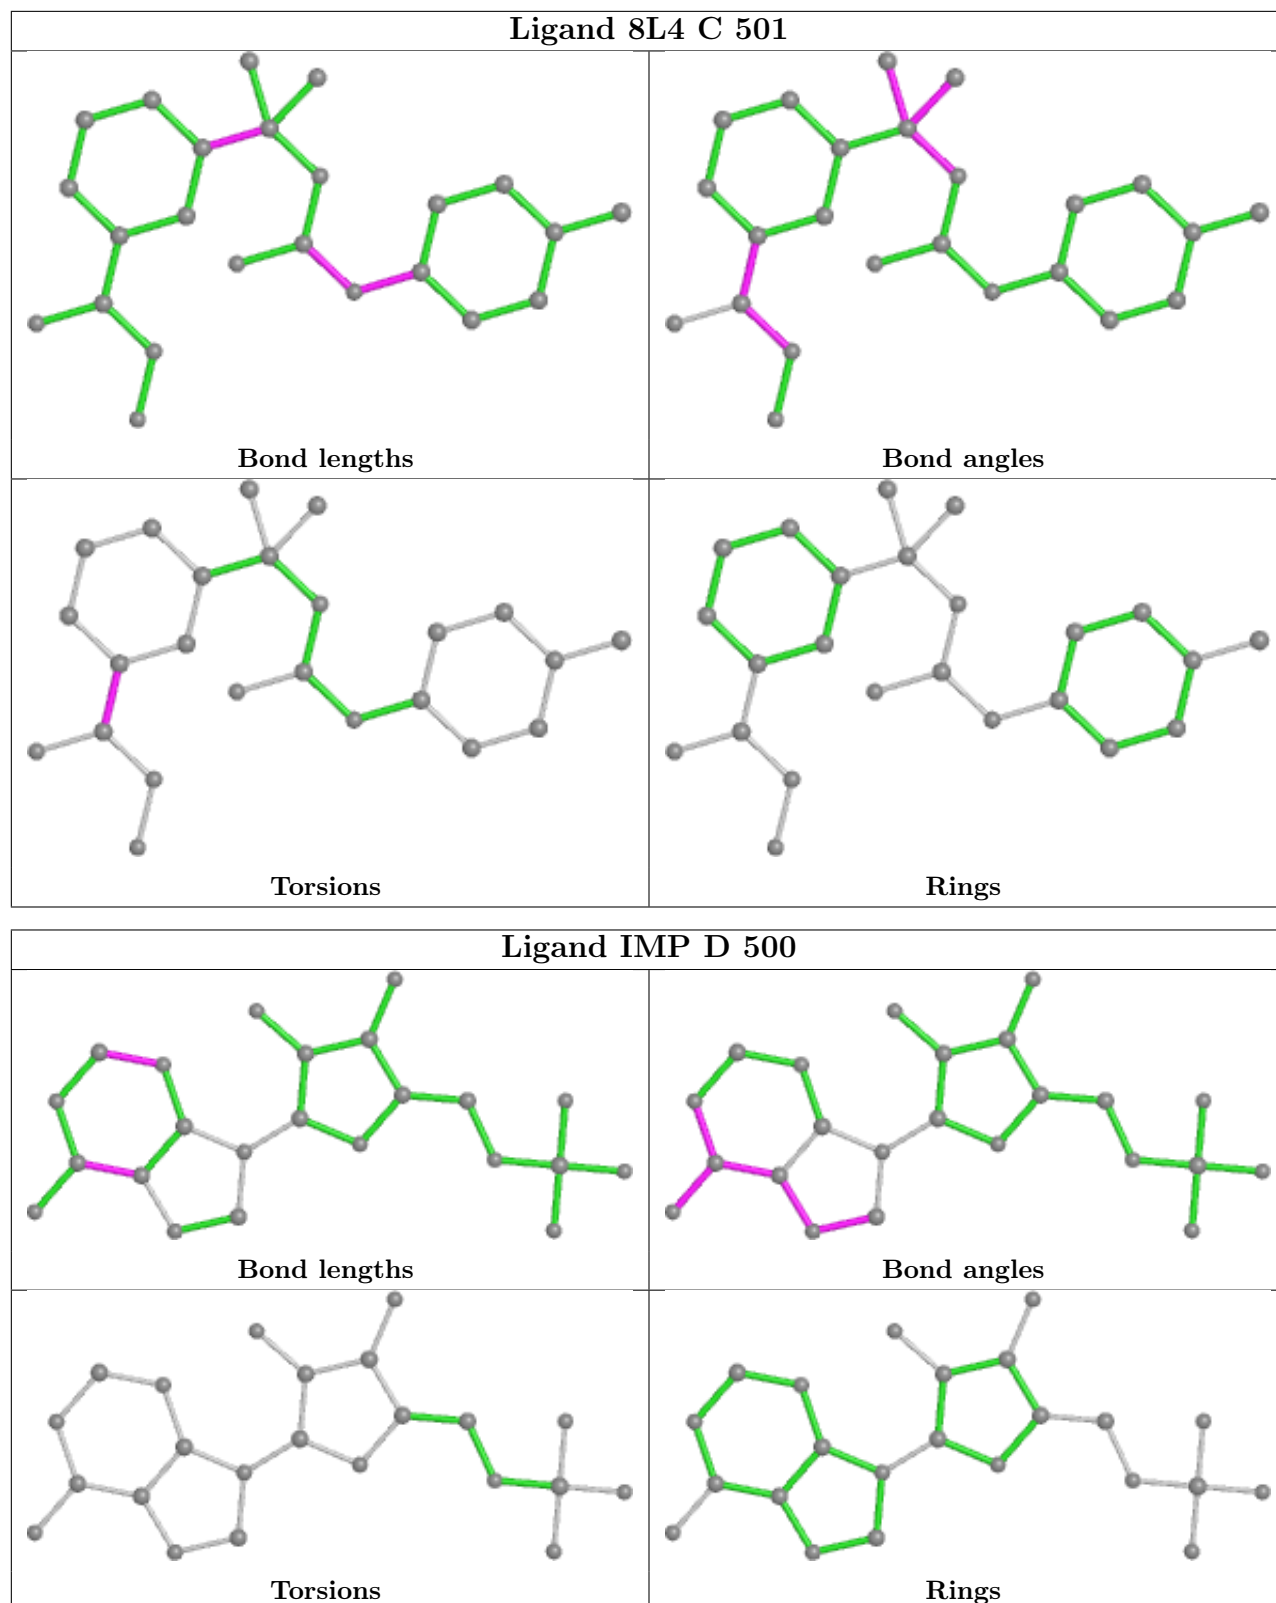 Ligand 8L4 C 501
Bond lengths
Bond angles
Torsions
Rings
Ligand IMP D 500
Bond lengths
Bond angles
Torsions
Rings